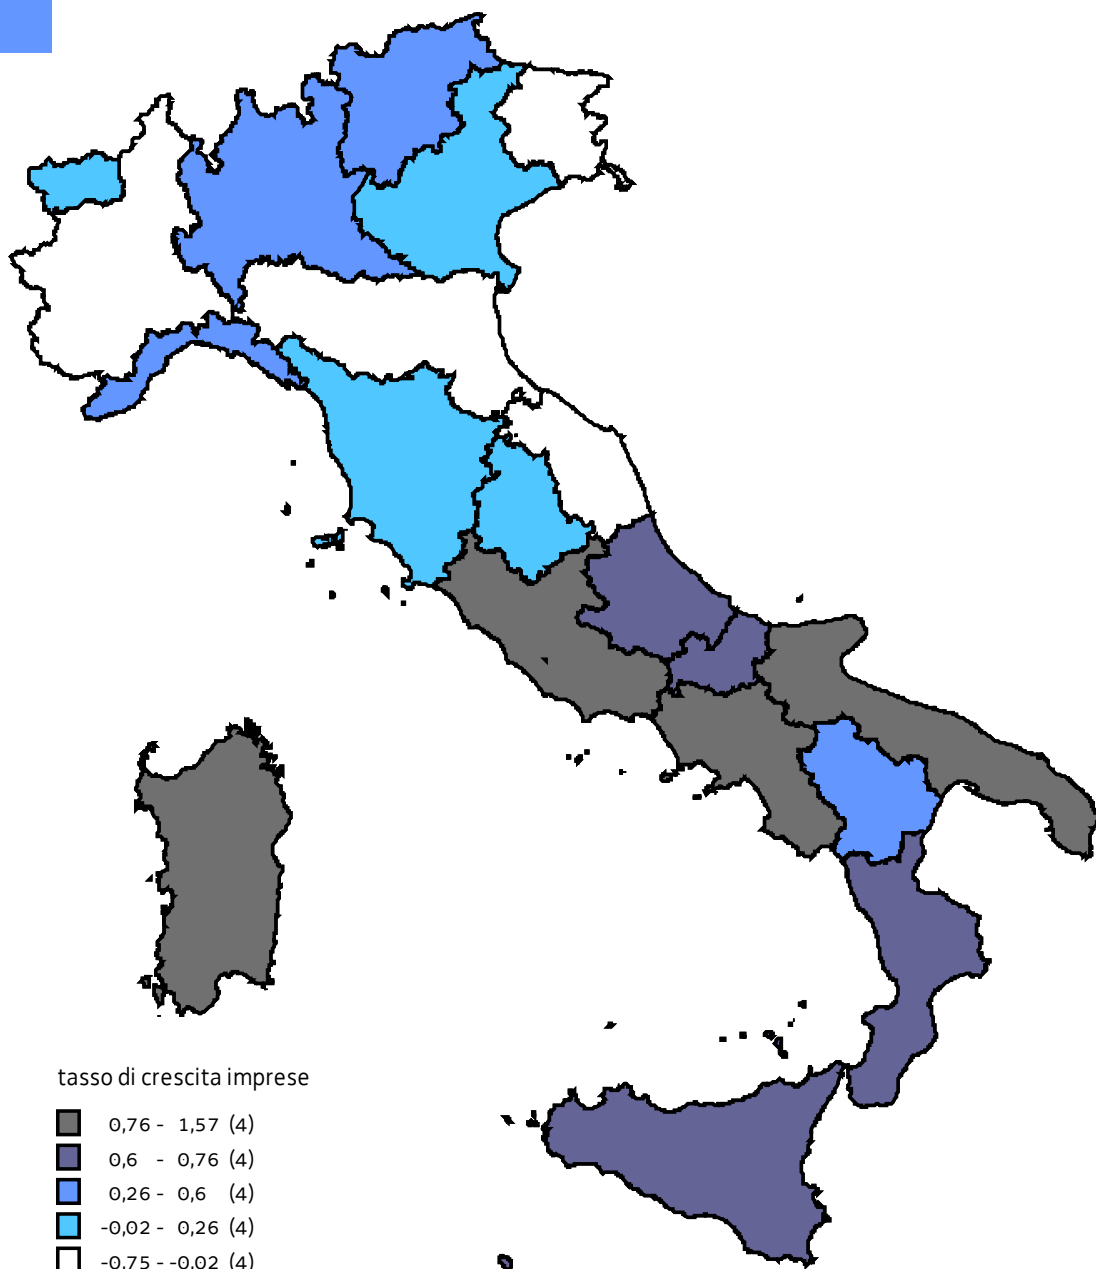 tasso di crescita imprese
0,76 - 1,57 (4)
0,6 - 0,76 (4)
0,26 - 0,6 (4)
-0,02 - 0,26 (4)
-0,75 - -0,02 (4)